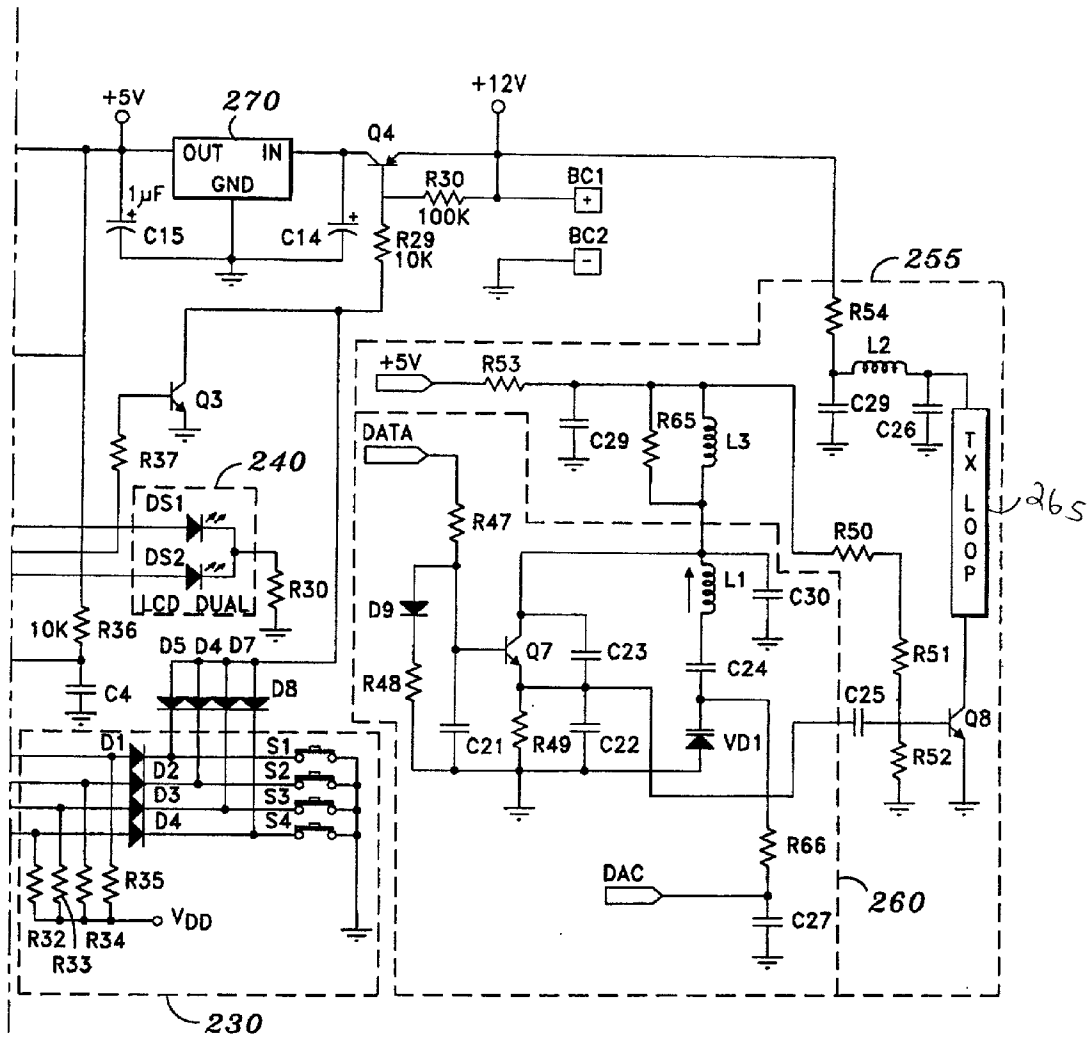 +5V
270
+12V
Q4
OUT IN
GND
R30
100K
BC1
+
1µF
+
C15
C14
+
R29
10K
BC2
−
255
R54
L2
+5V
R53
Q3
C29
R65
L3
C29
C26
TX LOOP
265
DATA
R37
240
DS1
DS2
LCD DUAL
R30
R47
R50
L1
C30
10K
R36
D9
D5 D4 D7
D8
Q7
C23
C24
R51
C4
R48
C25
Q8
D1
D2
D3
D4
S1
S2
S3
S4
C21
R49
C22
VD1
R52
R35
R66
VDD
DAC
260
R32
R34
R33
C27
230